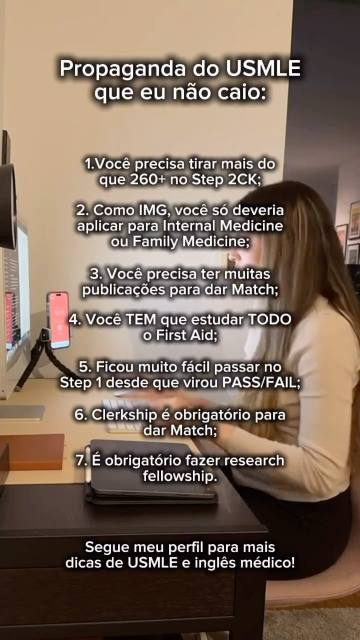 Propaganda do USMLE
que eu não caio:
1.Você precisa tirar mais do
que 260+ no Step 2CK;
2. Como IMG, você só deveria
aplicar para Internal Medicine
ou Family Medicine;
3. Você precisa ter muitas
publicações para dar Match;
4. Você TEM que estudar TODO
o First Aid;
5. Ficou muito fácil passar no
Step 1 desde que virou PASS/FAIL;
6. Clerkship é obrigatório para
dar Match;
7. É obrigatório fazer research
fellowship.
Segue meu perfil para mais
dicas de USMLE e inglês médico!